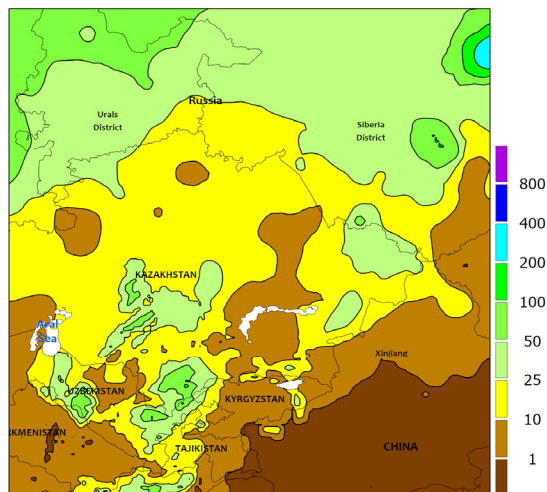 Russia
Urals
District
Siberia
District
KAZAKHSTAN
Aral
Sea
UZBEKISTAN
KYRGYZSTAN
Xinjiang
RKMENISTAN
TAJIKISTAN
CHINA
800
400
200
100
50
25
10
1